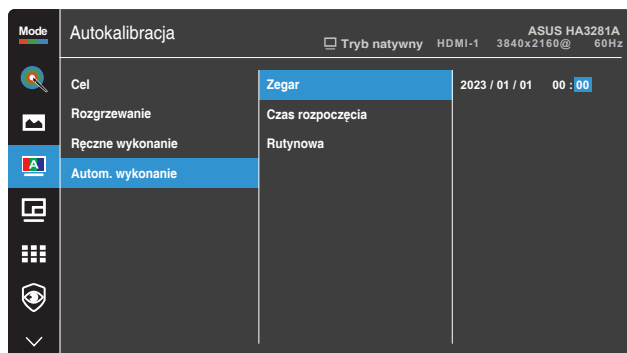 Mode
Autokalibracja
ASUS HA3281A
Tryb natywny HDMI-1 3840x2160@ 60Hz
A
Cel Zegar 2023 / 01 / 01 00 : 00
Rozgrzewanie Czas rozpoczęcia
Ręczne wykonanie Rutynowa
Autom. wykonanie